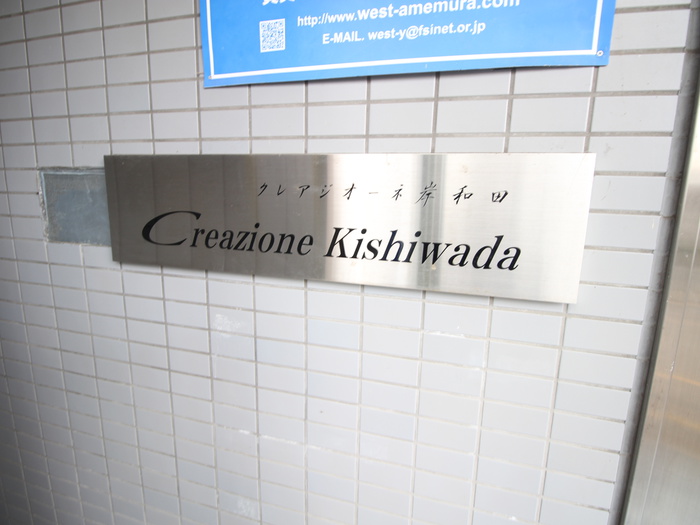 http://www.west-amemura.com
E-MAIL. west-y@fsinet.or.jp
クレアジオーネ岸和田
Creazione Kishiwada